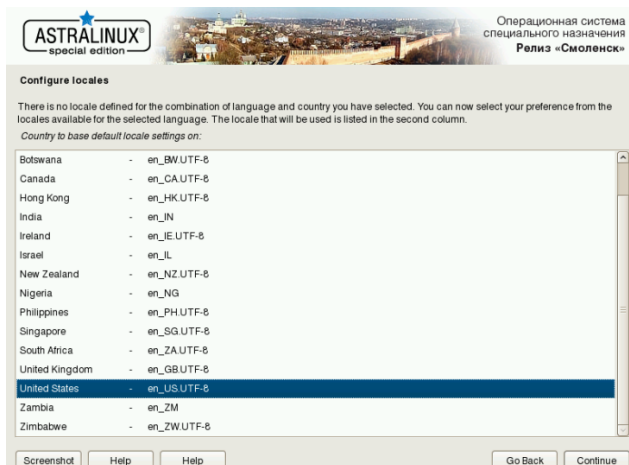 ASTRALINUX®
special edition
Операционная система
специального назначения
Релиз «Смоленск»
Configure locales
There is no locale defined for the combination of language and country you have selected. You can now select your preference from the
locales available for the selected language. The locale that will be used is listed in the second column.
Country to base default locale settings on:
Botswana - en_BW.UTF-8
Canada - en_CA.UTF-8
Hong Kong - en_HK.UTF-8
India - en_IN
Ireland - en_IE.UTF-8
Israel - en_IL
New Zealand - en_NZ.UTF-8
Nigeria - en_NG
Philippines - en_PH.UTF-8
Singapore - en_SG.UTF-8
South Africa - en_ZA.UTF-8
United Kingdom - en_GB.UTF-8
United States - en_US.UTF-8
Zambia - en_ZM
Zimbabwe - en_ZW.UTF-8
Screenshot Help Help Go Back Continue